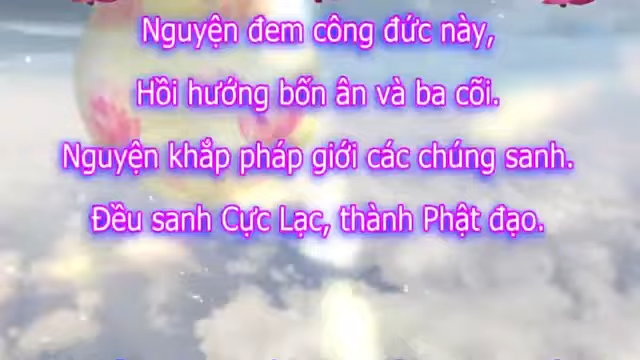 Nguyện đem công đức này,
Hồi hướng bốn ân và ba cõi.
Nguyện khắp pháp giới các chúng sanh.
Đều sanh Cực Lạc, thành Phật đạo.